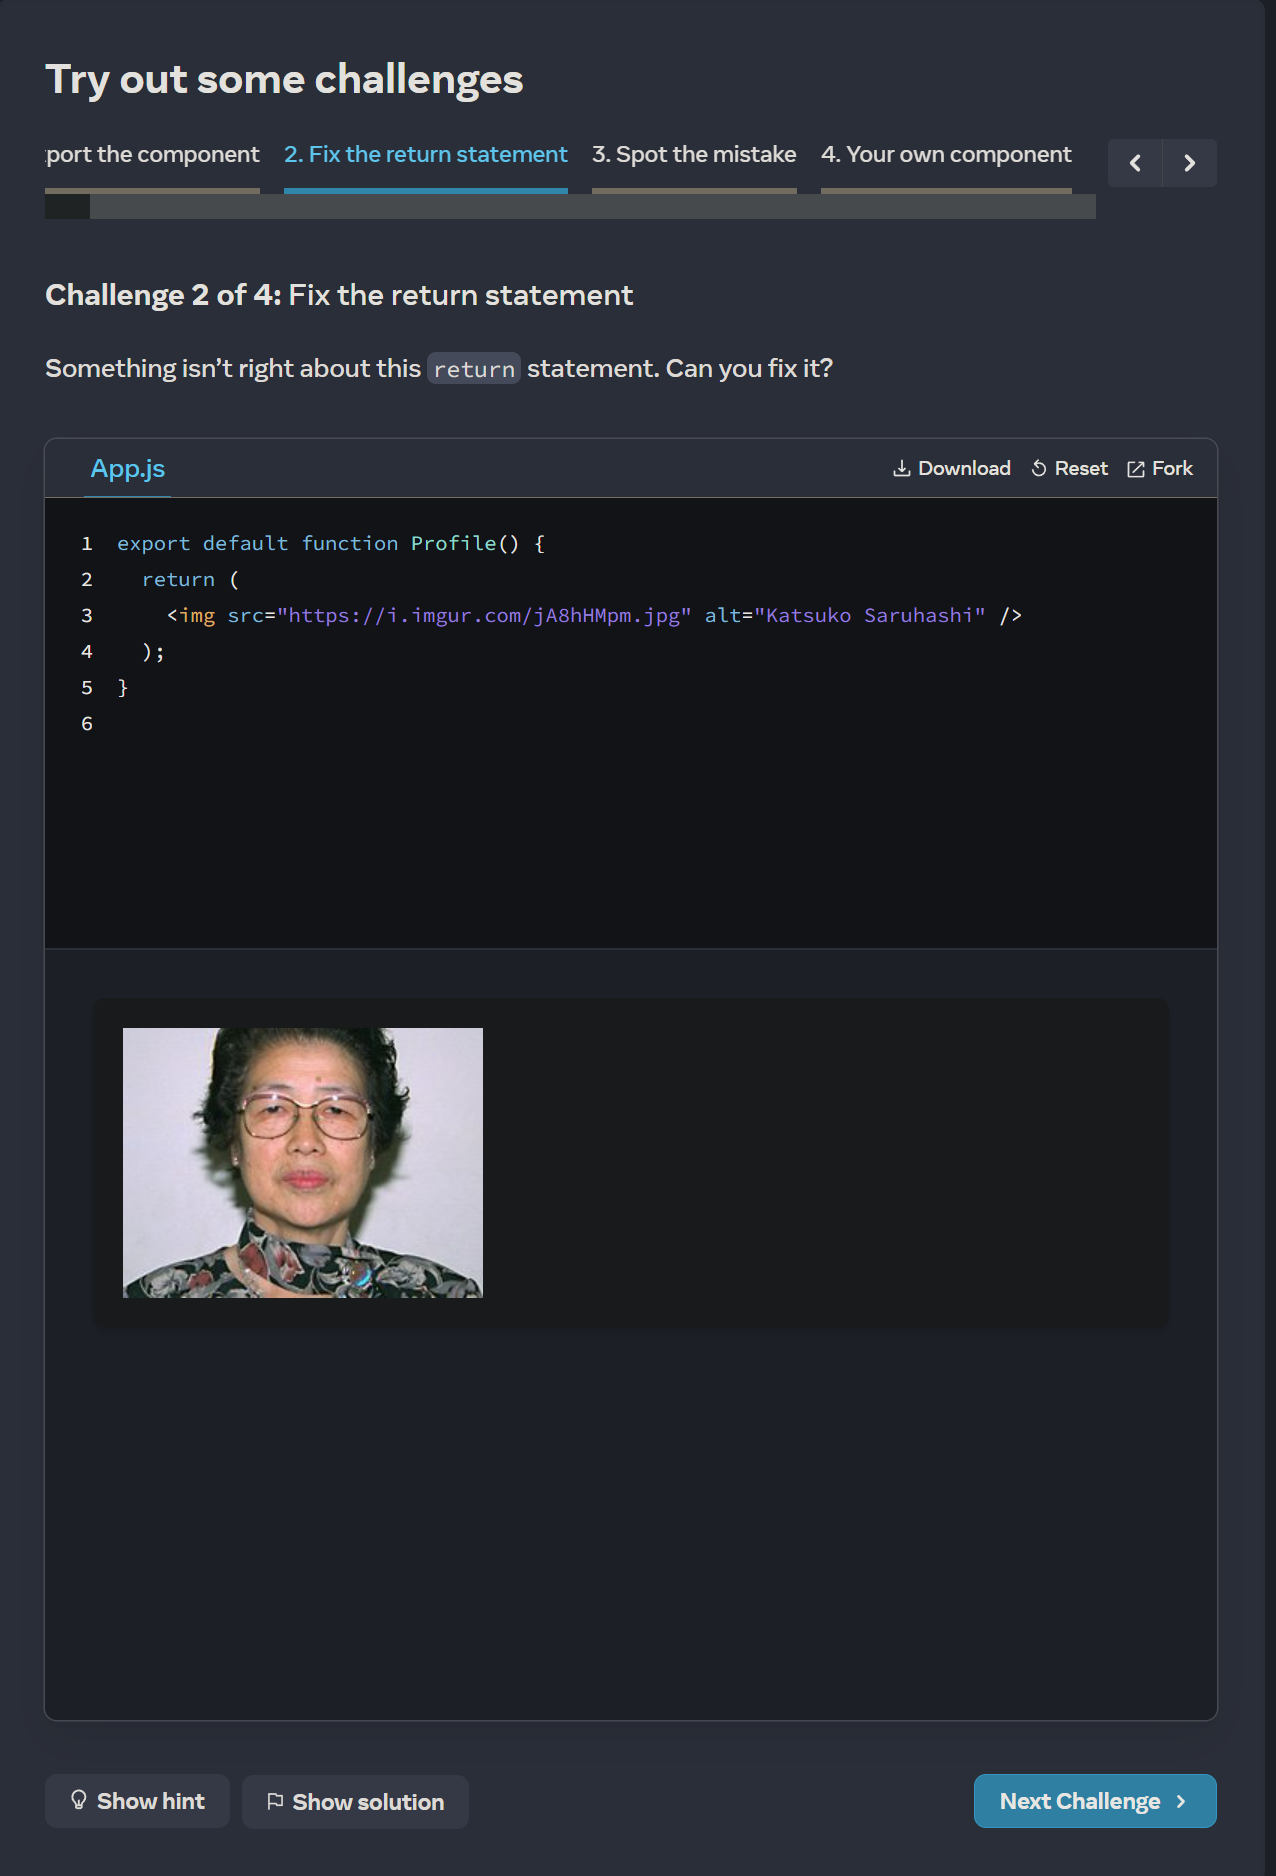 Try out some challenges
port the component 2. Fix the return statement 3. Spot the mistake 4. Your own component
Challenge 2 of 4: Fix the return statement
Something isn’t right about this return statement. Can you fix it?
App.js Download Reset Fork
1 export default function Profile() {
2   return (
3     <img src="https://i.imgur.com/jA8hHMpm.jpg" alt="Katsuko Saruhashi" />
4   );
5 }
6
Show hint Show solution Next Challenge